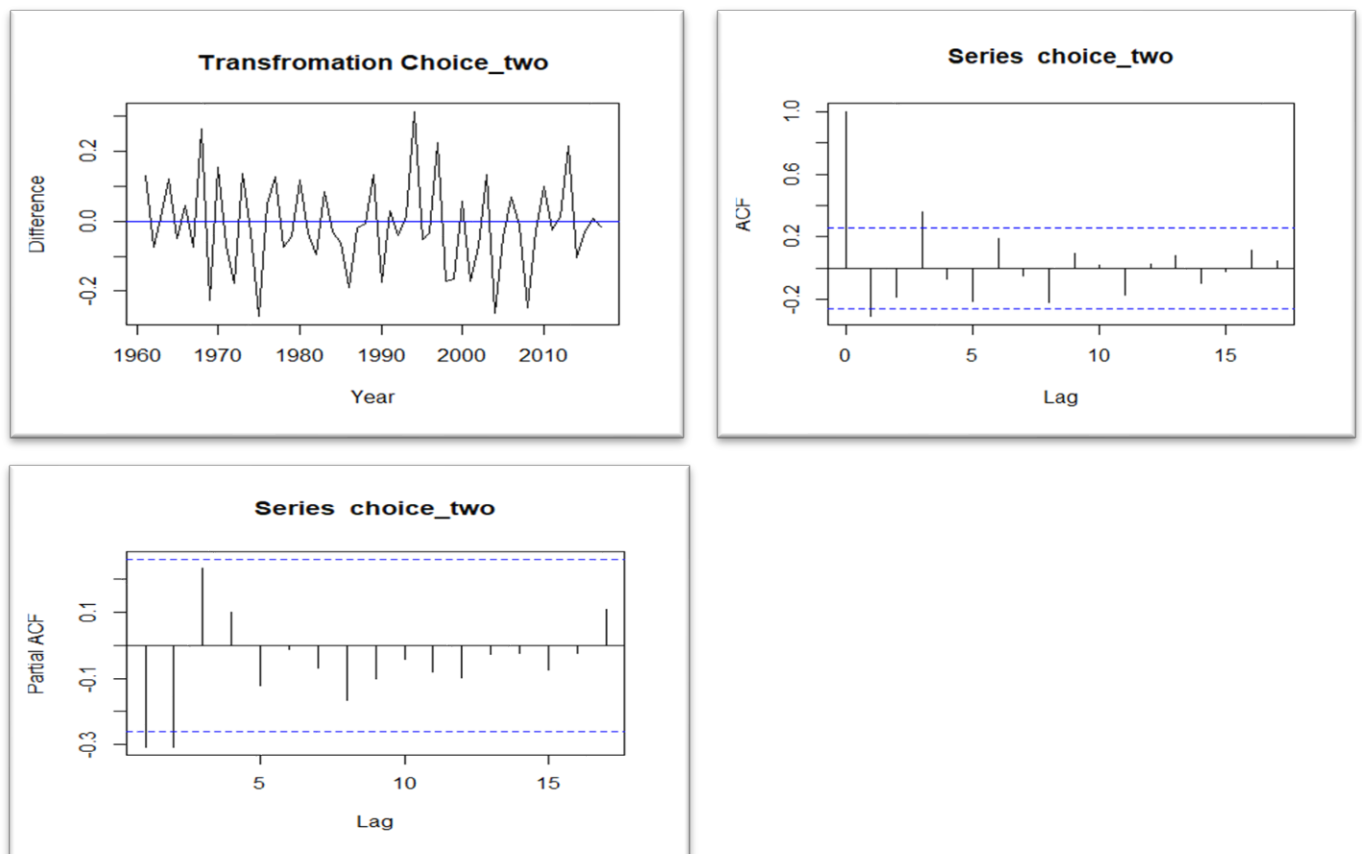 Transfromation Choice_two
Difference
0.2
0.0
-0.2
1960 1970 1980 1990 2000 2010
Year
Series choice_two
ACF
1.0
0.6
0.2
-0.2
0 5 10 15
Lag
Series choice_two
Partial ACF
0.1
-0.1
-0.3
5 10 15
Lag